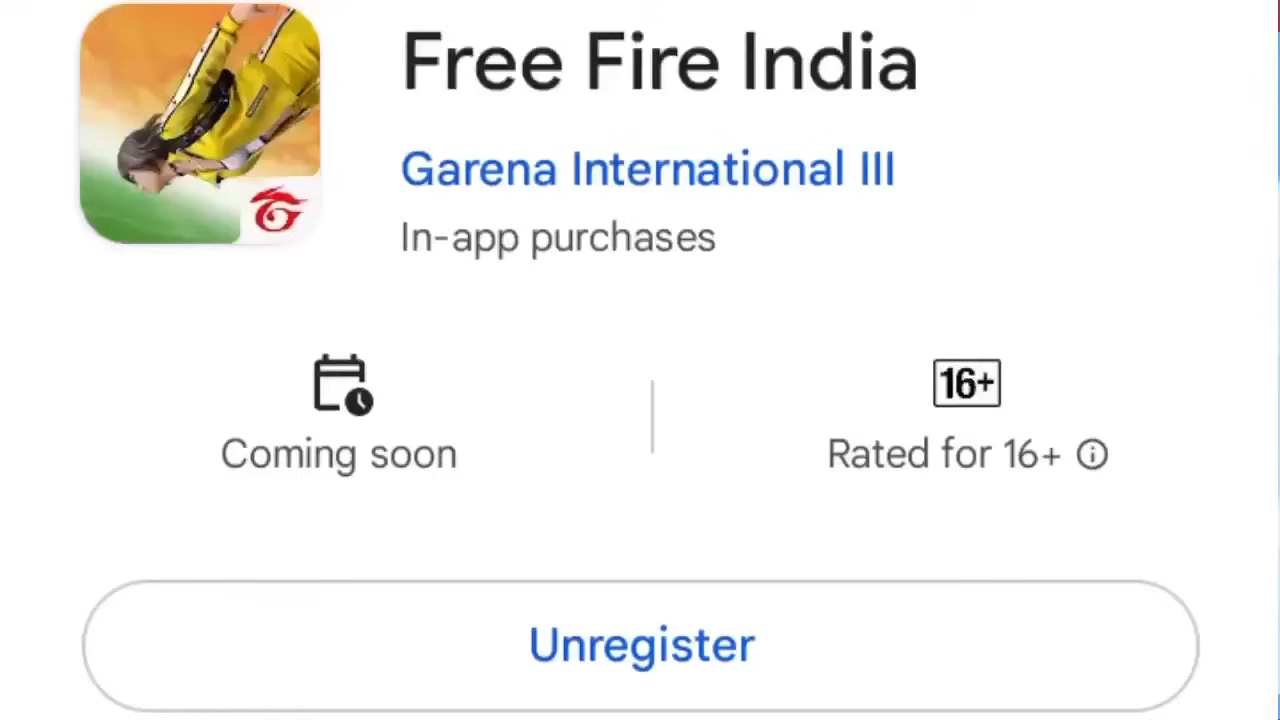 Free Fire India
Garena International III
In-app purchases
16+
Coming soon
Rated for 16+
Unregister